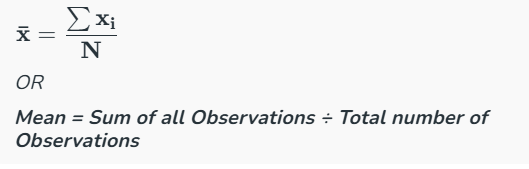 x̄ = ∑ xᵢ / N
OR
Mean = Sum of all Observations ÷ Total number of
Observations